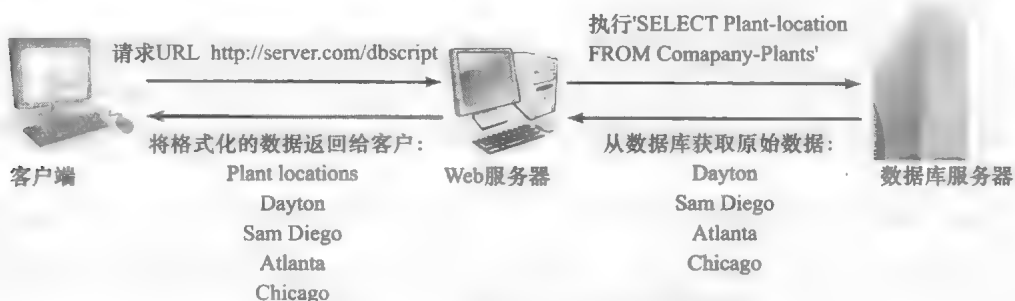 请求URL http://server.com/dbscript
执行'SELECT Plant-location
FROM Comapany-Plants'
将格式化的数据返回给客户：
Plant locations
Dayton
San Diego
Atlanta
Chicago
从数据库获取原始数据：
Dayton
San Diego
Atlanta
Chicago
客户端
Web服务器
数据库服务器